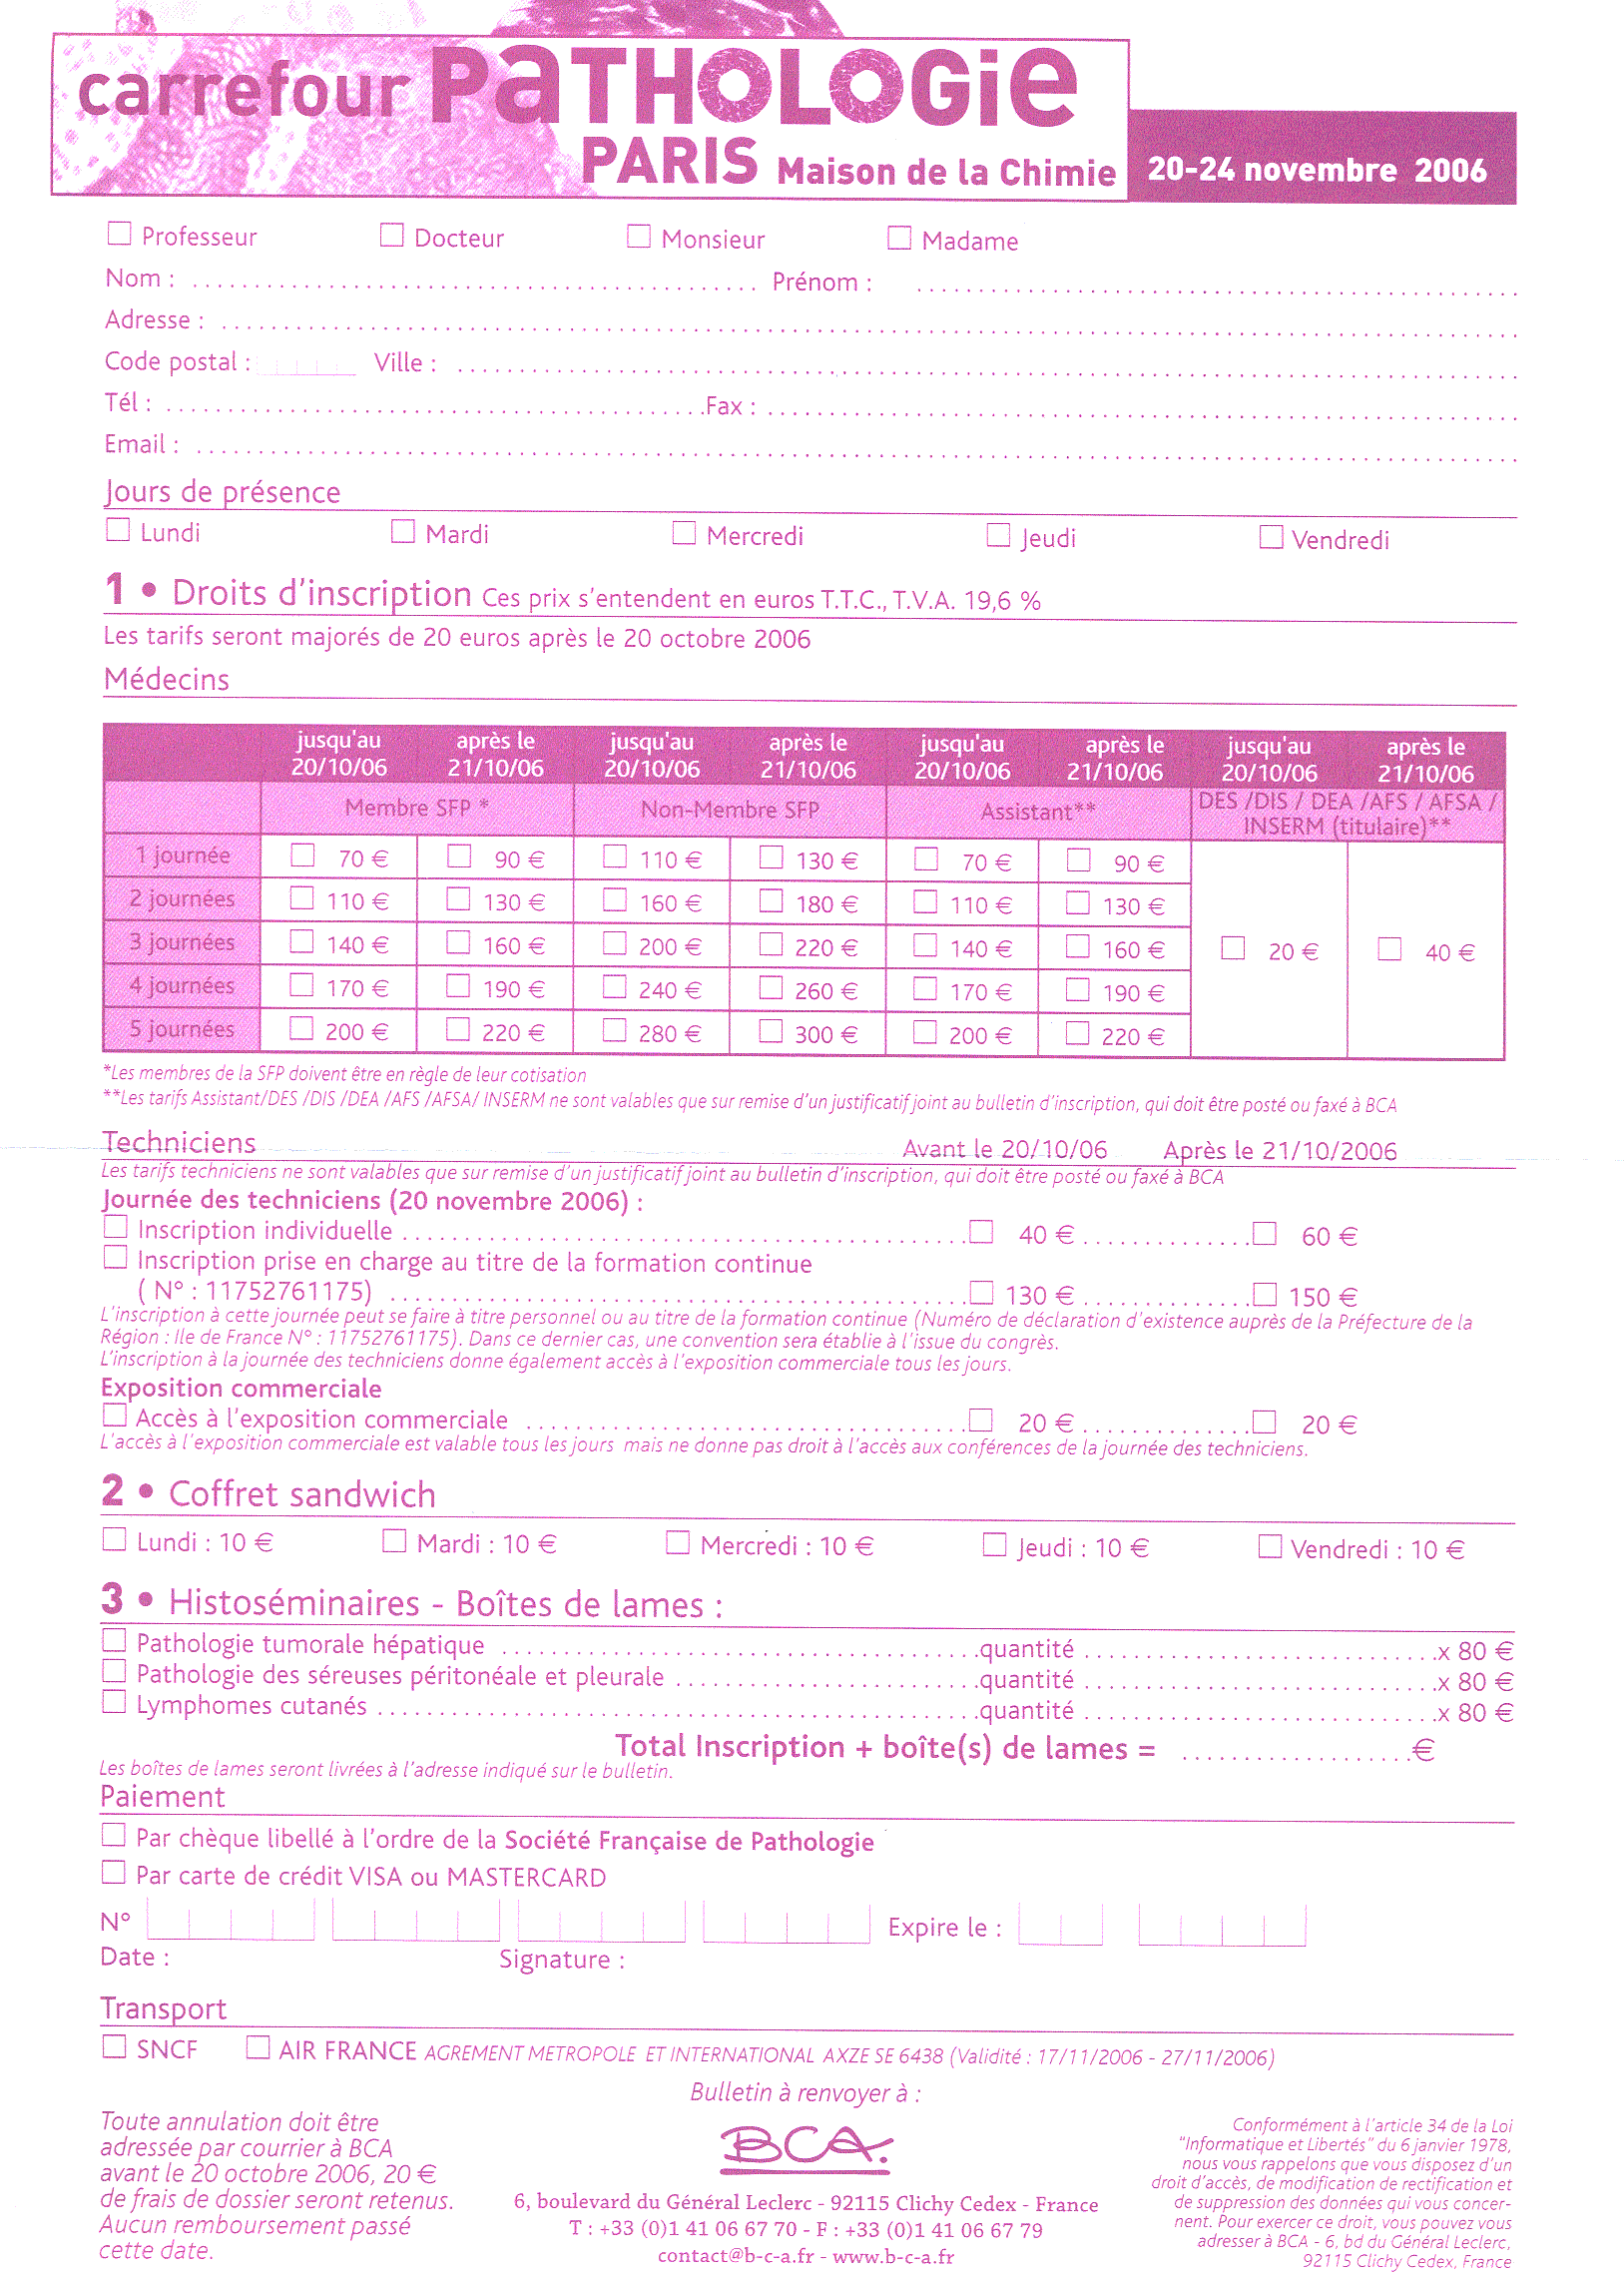 carrefour PaTHOLOGie
PARIS Maison de la Chimie 20-24 novembre 2006
☐ Professeur ☐ Docteur ☐ Monsieur ☐ Madame
Nom : .......... Prénom : ..........
Adresse : ..........
Code postal : Ville : ..........
Tél : .......... Fax : ..........
Email : ..........
Jours de présence
☐ Lundi ☐ Mardi ☐ Mercredi ☐ Jeudi ☐ Vendredi
1 • Droits d'inscription Ces prix s'entendent en euros T.T.C., T.V.A. 19,6 %
Les tarifs seront majorés de 20 euros après le 20 octobre 2006
Médecins
jusqu'au après le jusqu'au après le jusqu'au après le jusqu'au après le
20/10/06 21/10/06 20/10/06 21/10/06 20/10/06 21/10/06 20/10/06 21/10/06
Membre SFP * Non-Membre SFP Assistant** DES /DIS / DEA /AFS / AFSA /
INSERM (titulaire)**
1 journée ☐ 70 € ☐ 90 € ☐ 110 € ☐ 130 € ☐ 70 € ☐ 90 €
2 journées ☐ 110 € ☐ 130 € ☐ 160 € ☐ 180 € ☐ 110 € ☐ 130 €
3 journées ☐ 140 € ☐ 160 € ☐ 200 € ☐ 220 € ☐ 140 € ☐ 160 € ☐ 20 € ☐ 40 €
4 journées ☐ 170 € ☐ 190 € ☐ 240 € ☐ 260 € ☐ 170 € ☐ 190 €
5 journées ☐ 200 € ☐ 220 € ☐ 280 € ☐ 300 € ☐ 200 € ☐ 220 €
*Les membres de la SFP doivent être en règle de leur cotisation
**Les tarifs Assistant/DES /DIS /DEA /AFS /AFSA/ INSERM ne sont valables que sur remise d'un justificatif joint au bulletin d'inscription, qui doit être posté ou faxé à BCA
Techniciens Avant le 20/10/06 Après le 21/10/2006
Les tarifs techniciens ne sont valables que sur remise d'un justificatif joint au bulletin d'inscription, qui doit être posté ou faxé à BCA
Journée des techniciens (20 novembre 2006) :
☐ Inscription individuelle .......... ☐ 40 € .......... ☐ 60 €
☐ Inscription prise en charge au titre de la formation continue
( N° : 11752761175) .......... ☐ 130 € .......... ☐ 150 €
L'inscription à cette journée peut se faire à titre personnel ou au titre de la formation continue (Numéro de déclaration d'existence auprès de la Préfecture de la
Région : Ile de France N° : 11752761175). Dans ce dernier cas, une convention sera établie à l'issue du congrès.
L'inscription à la journée des techniciens donne également accès à l'exposition commerciale tous les jours.
Exposition commerciale
☐ Accès à l'exposition commerciale .......... ☐ 20 € .......... ☐ 20 €
L'accès à l'exposition commerciale est valable tous les jours mais ne donne pas droit à l'accès aux conférences de la journée des techniciens.
2 • Coffret sandwich
☐ Lundi : 10 € ☐ Mardi : 10 € ☐ Mercredi : 10 € ☐ Jeudi : 10 € ☐ Vendredi : 10 €
3 • Histoséminaires - Boîtes de lames :
☐ Pathologie tumorale hépatique .......... quantité .......... x 80 €
☐ Pathologie des séreuses péritonéale et pleurale .......... quantité .......... x 80 €
☐ Lymphomes cutanés .......... quantité .......... x 80 €
Total Inscription + boîte(s) de lames = .......... €
Les boîtes de lames seront livrées à l'adresse indiqué sur le bulletin.
Paiement
☐ Par chèque libellé à l'ordre de la Société Française de Pathologie
☐ Par carte de crédit VISA ou MASTERCARD
N° Expire le :
Date : Signature :
Transport
☐ SNCF ☐ AIR FRANCE AGREMENT METROPOLE ET INTERNATIONAL AXZE SE 6438 (Validité : 17/11/2006 - 27/11/2006)
Bulletin à renvoyer à :
Toute annulation doit être
adressée par courrier à BCA
avant le 20 octobre 2006, 20 €
de frais de dossier seront retenus.
Aucun remboursement passé
cette date.
BCA.
6, boulevard du Général Leclerc - 92115 Clichy Cedex - France
T : +33 (0)1 41 06 67 70 - F : +33 (0)1 41 06 67 79
contact@b-c-a.fr - www.b-c-a.fr
Conformément à l'article 34 de la Loi
"Informatique et Libertés" du 6 janvier 1978,
nous vous rappelons que vous disposez d'un
droit d'accès, de modification de rectification et
de suppression des données qui vous concer-
nent. Pour exercer ce droit, vous pouvez vous
adresser à BCA - 6, bd du Général Leclerc,
92115 Clichy Cedex, France